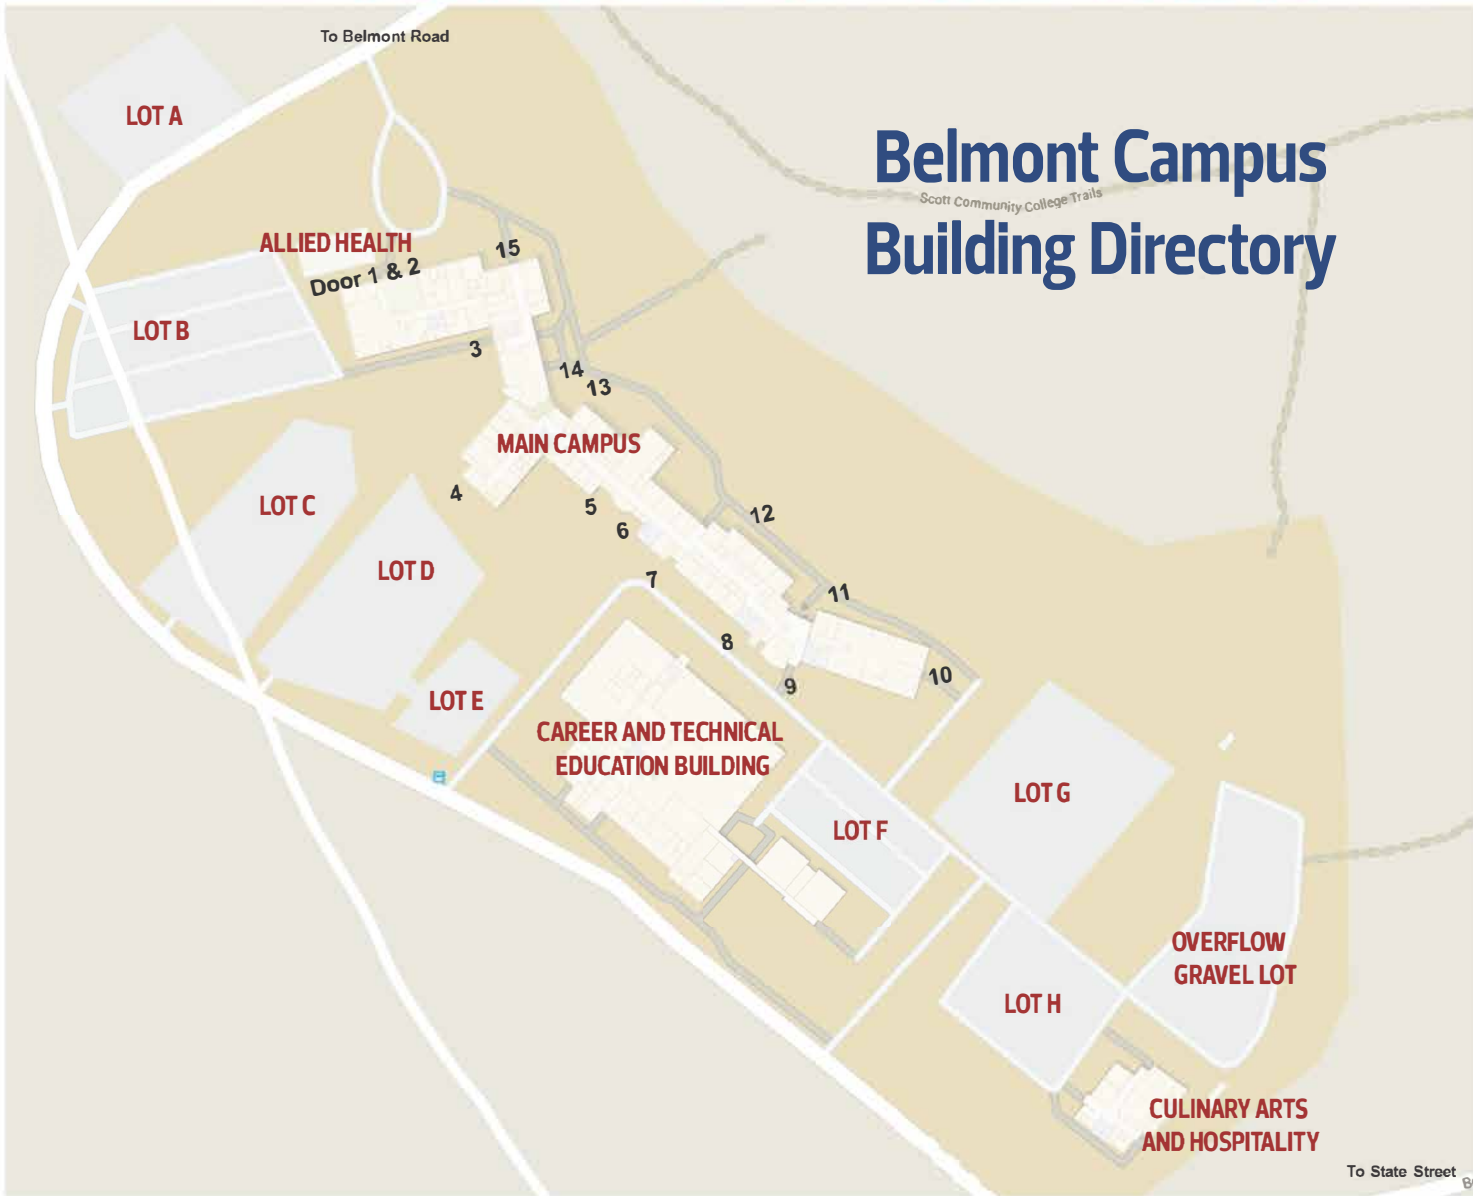 To Belmont Road
LOT A
Belmont Campus
Building Directory
Scott Community College Trails
ALLIED HEALTH
Door 1 & 2
15
LOT B
3
14
13
MAIN CAMPUS
4
5
6
12
LOT C
LOT D
7
11
8
9
10
LOT E
CAREER AND TECHNICAL
EDUCATION BUILDING
LOT F
LOT G
OVERFLOW
GRAVEL LOT
LOT H
CULINARY ARTS
AND HOSPITALITY
To State Street